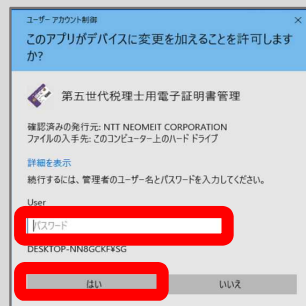 ユーザー アカウント制御
×
このアプリがデバイスに変更を加えることを許可します
か?
第五世代税理士用電子証明書管理
確認済みの発行元: NTT NEOMEIT CORPORATION
ファイルの入手先: このコンピューター上のハード ドライブ
詳細を表示
続行するには、管理者のユーザー名とパスワードを入力してください。
User
パスワード
DESKTOP-NN8GCKF¥SG
はい
いいえ